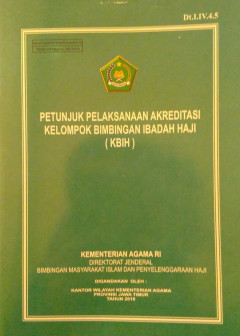 Dt.I.IV.4.5
PETUNJUK PELAKSANAAN AKREDITASI
KELOMPOK BIMBINGAN IBADAH HAJI
( KBIH )
KEMENTERIAN AGAMA RI
DIREKTORAT JENDERAL
BIMBINGAN MASYARAKAT ISLAM DAN PENYELENGGARAAN HAJI
DIGANDAKAN OLEH :
KANTOR WILAYAH KEMENTERIAN AGAMA
PROVINSI JAWA TIMUR